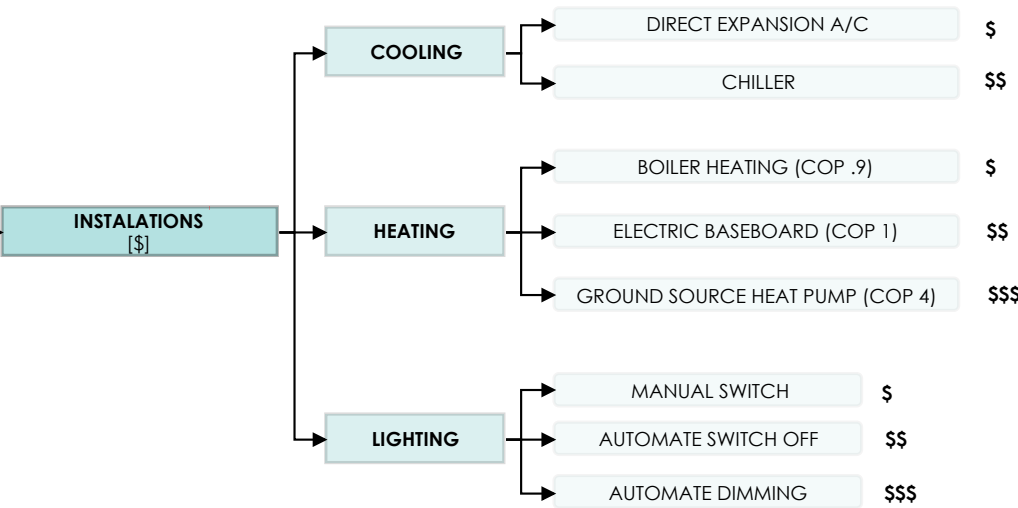 DIRECT EXPANSION A/C $
COOLING
CHILLER $$
BOILER HEATING (COP .9) $
INSTALATIONS
[$]
HEATING
ELECTRIC BASEBOARD (COP 1) $$
GROUND SOURCE HEAT PUMP (COP 4) $$$
MANUAL SWITCH $
LIGHTING
AUTOMATE SWITCH OFF $$
AUTOMATE DIMMING $$$